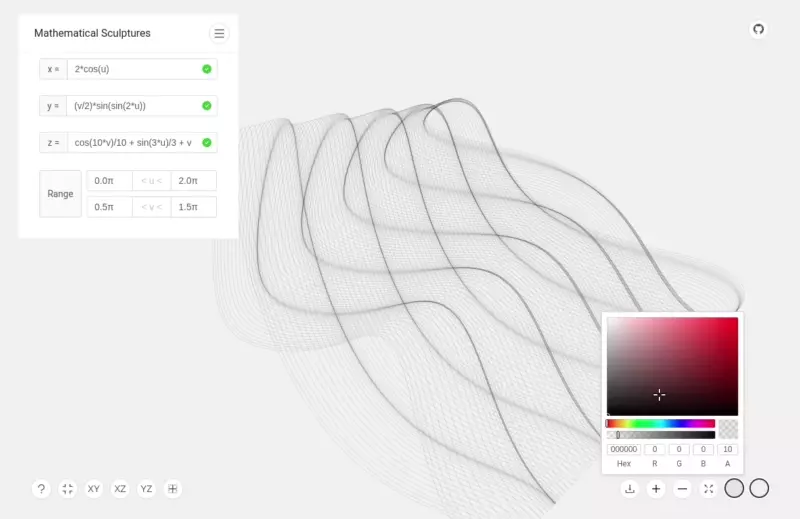 Mathematical Sculptures
x = 2*cos(u)
y = (v/2)*sin(sin(2*u))
z = cos(10*v)/10 + sin(3*u)/3 + v
Range
0.0π < u < 2.0π
0.5π < v < 1.5π
000000 0 0 0 10
Hex R G B A
? XY XZ YZ